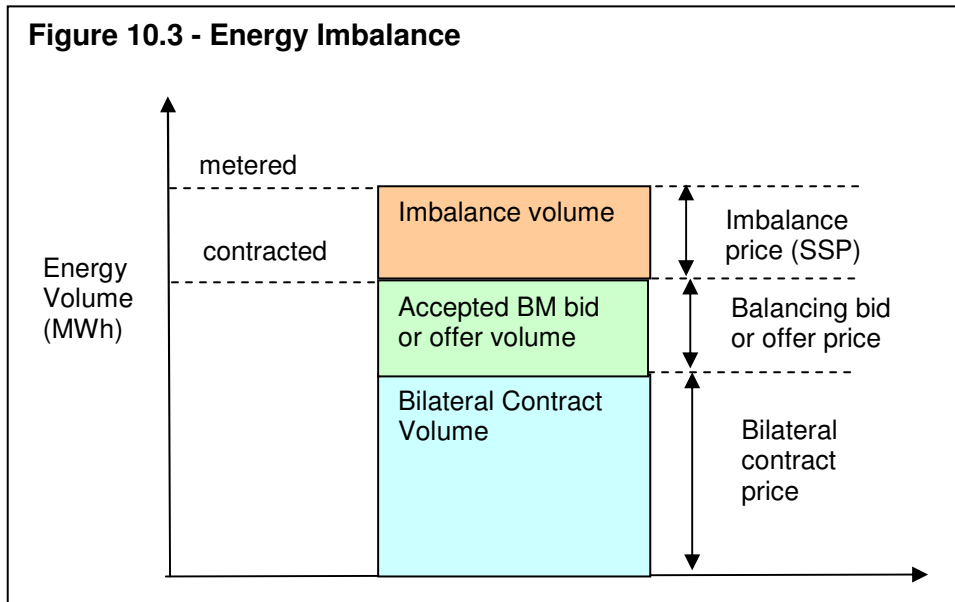 Figure 10.3 - Energy Imbalance
metered
Imbalance volume
Imbalance
price (SSP)
contracted
Energy
Volume
(MWh)
Accepted BM bid
or offer volume
Balancing bid
or offer price
Bilateral Contract
Volume
Bilateral
contract
price